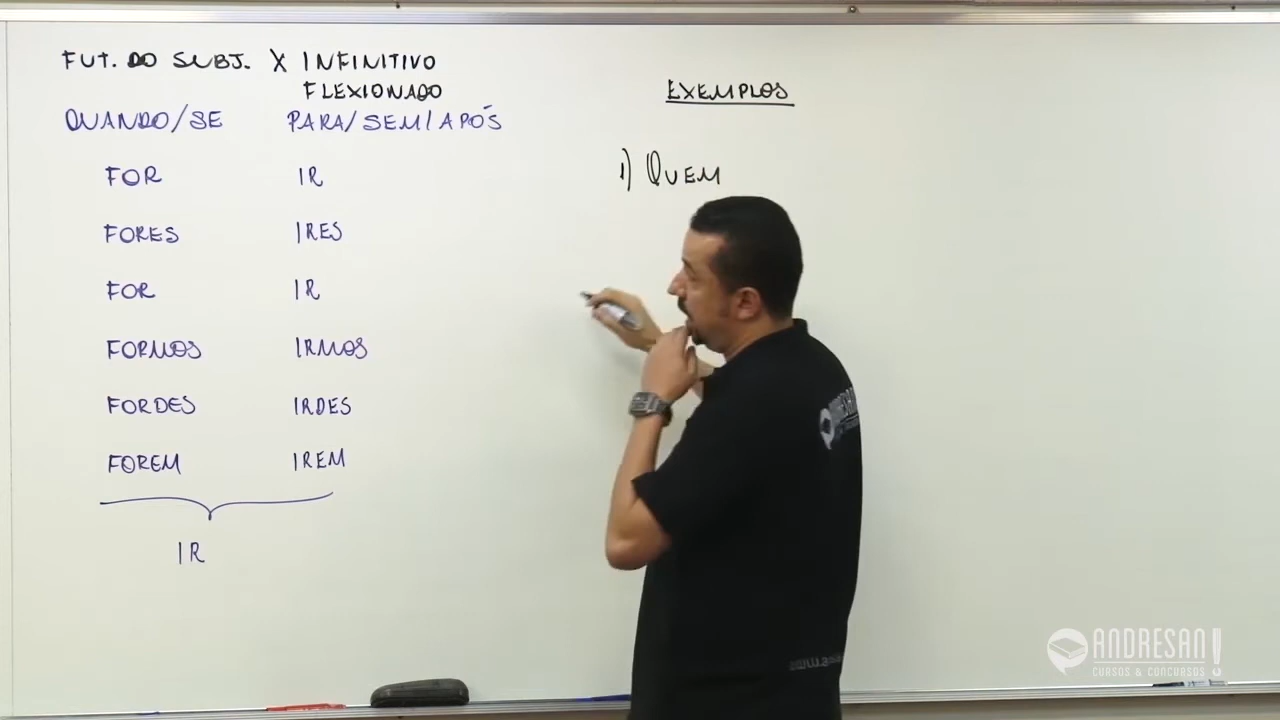 FUT. DO SUBJ. X INFINITIVO
FLEXIONADO
QUANDO/SE PARA/SEM/APÓS
FOR IR
FORES IRES
FOR IR
FORMOS IRMOS
FORDES IRDES
FOREM IREM
IR
EXEMPLOS
1) QUEM
ANDRESAN!
CURSOS & CONCURSOS